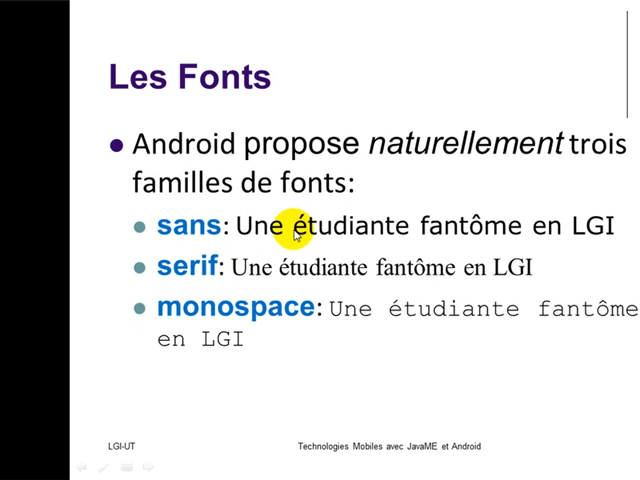 Les Fonts
Android propose naturellement trois
familles de fonts:
sans: Une étudiante fantôme en LGI
serif: Une étudiante fantôme en LGI
monospace: Une étudiante fantôme
en LGI
LGI-UT
Technologies Mobiles avec JavaME et Android